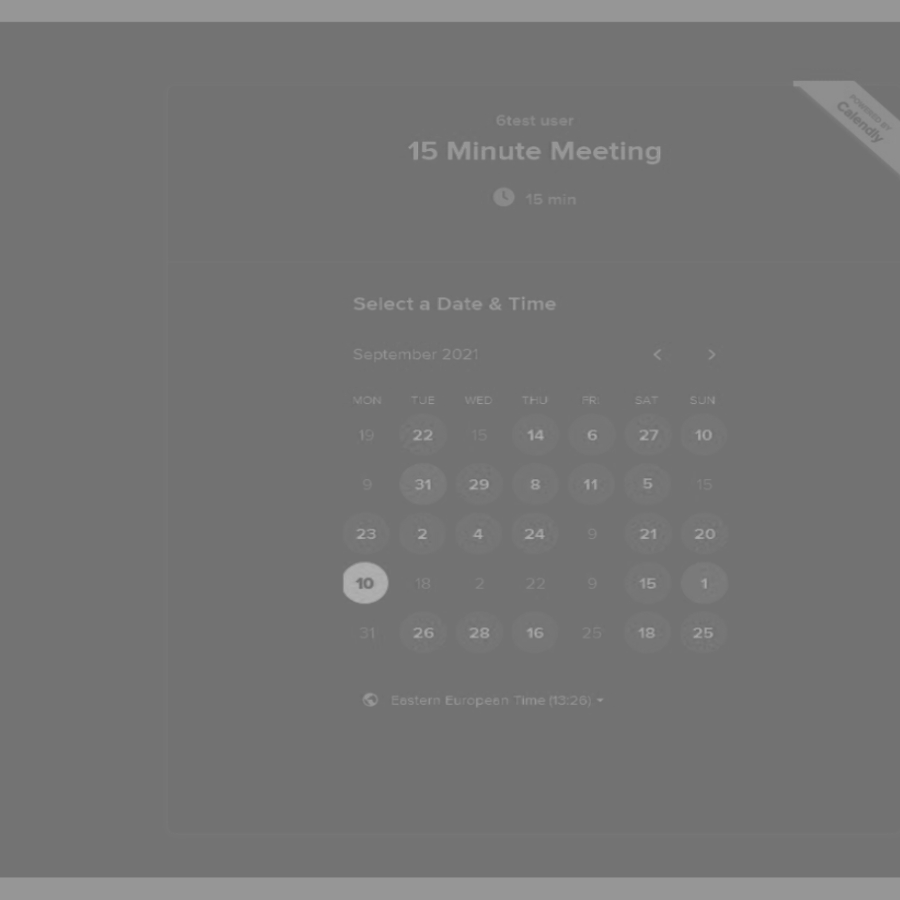 POWERED BY
Calendly
6test user
15 Minute Meeting
15 min
Select a Date & Time
September 2021
MON TUE WED THU FRI SAT SUN
19 22 15 14 6 27 10
9 31 29 8 11 5 15
23 2 4 24 9 21 20
10 18 2 22 9 15 1
31 26 28 16 25 18 25
Eastern European Time (13:26)